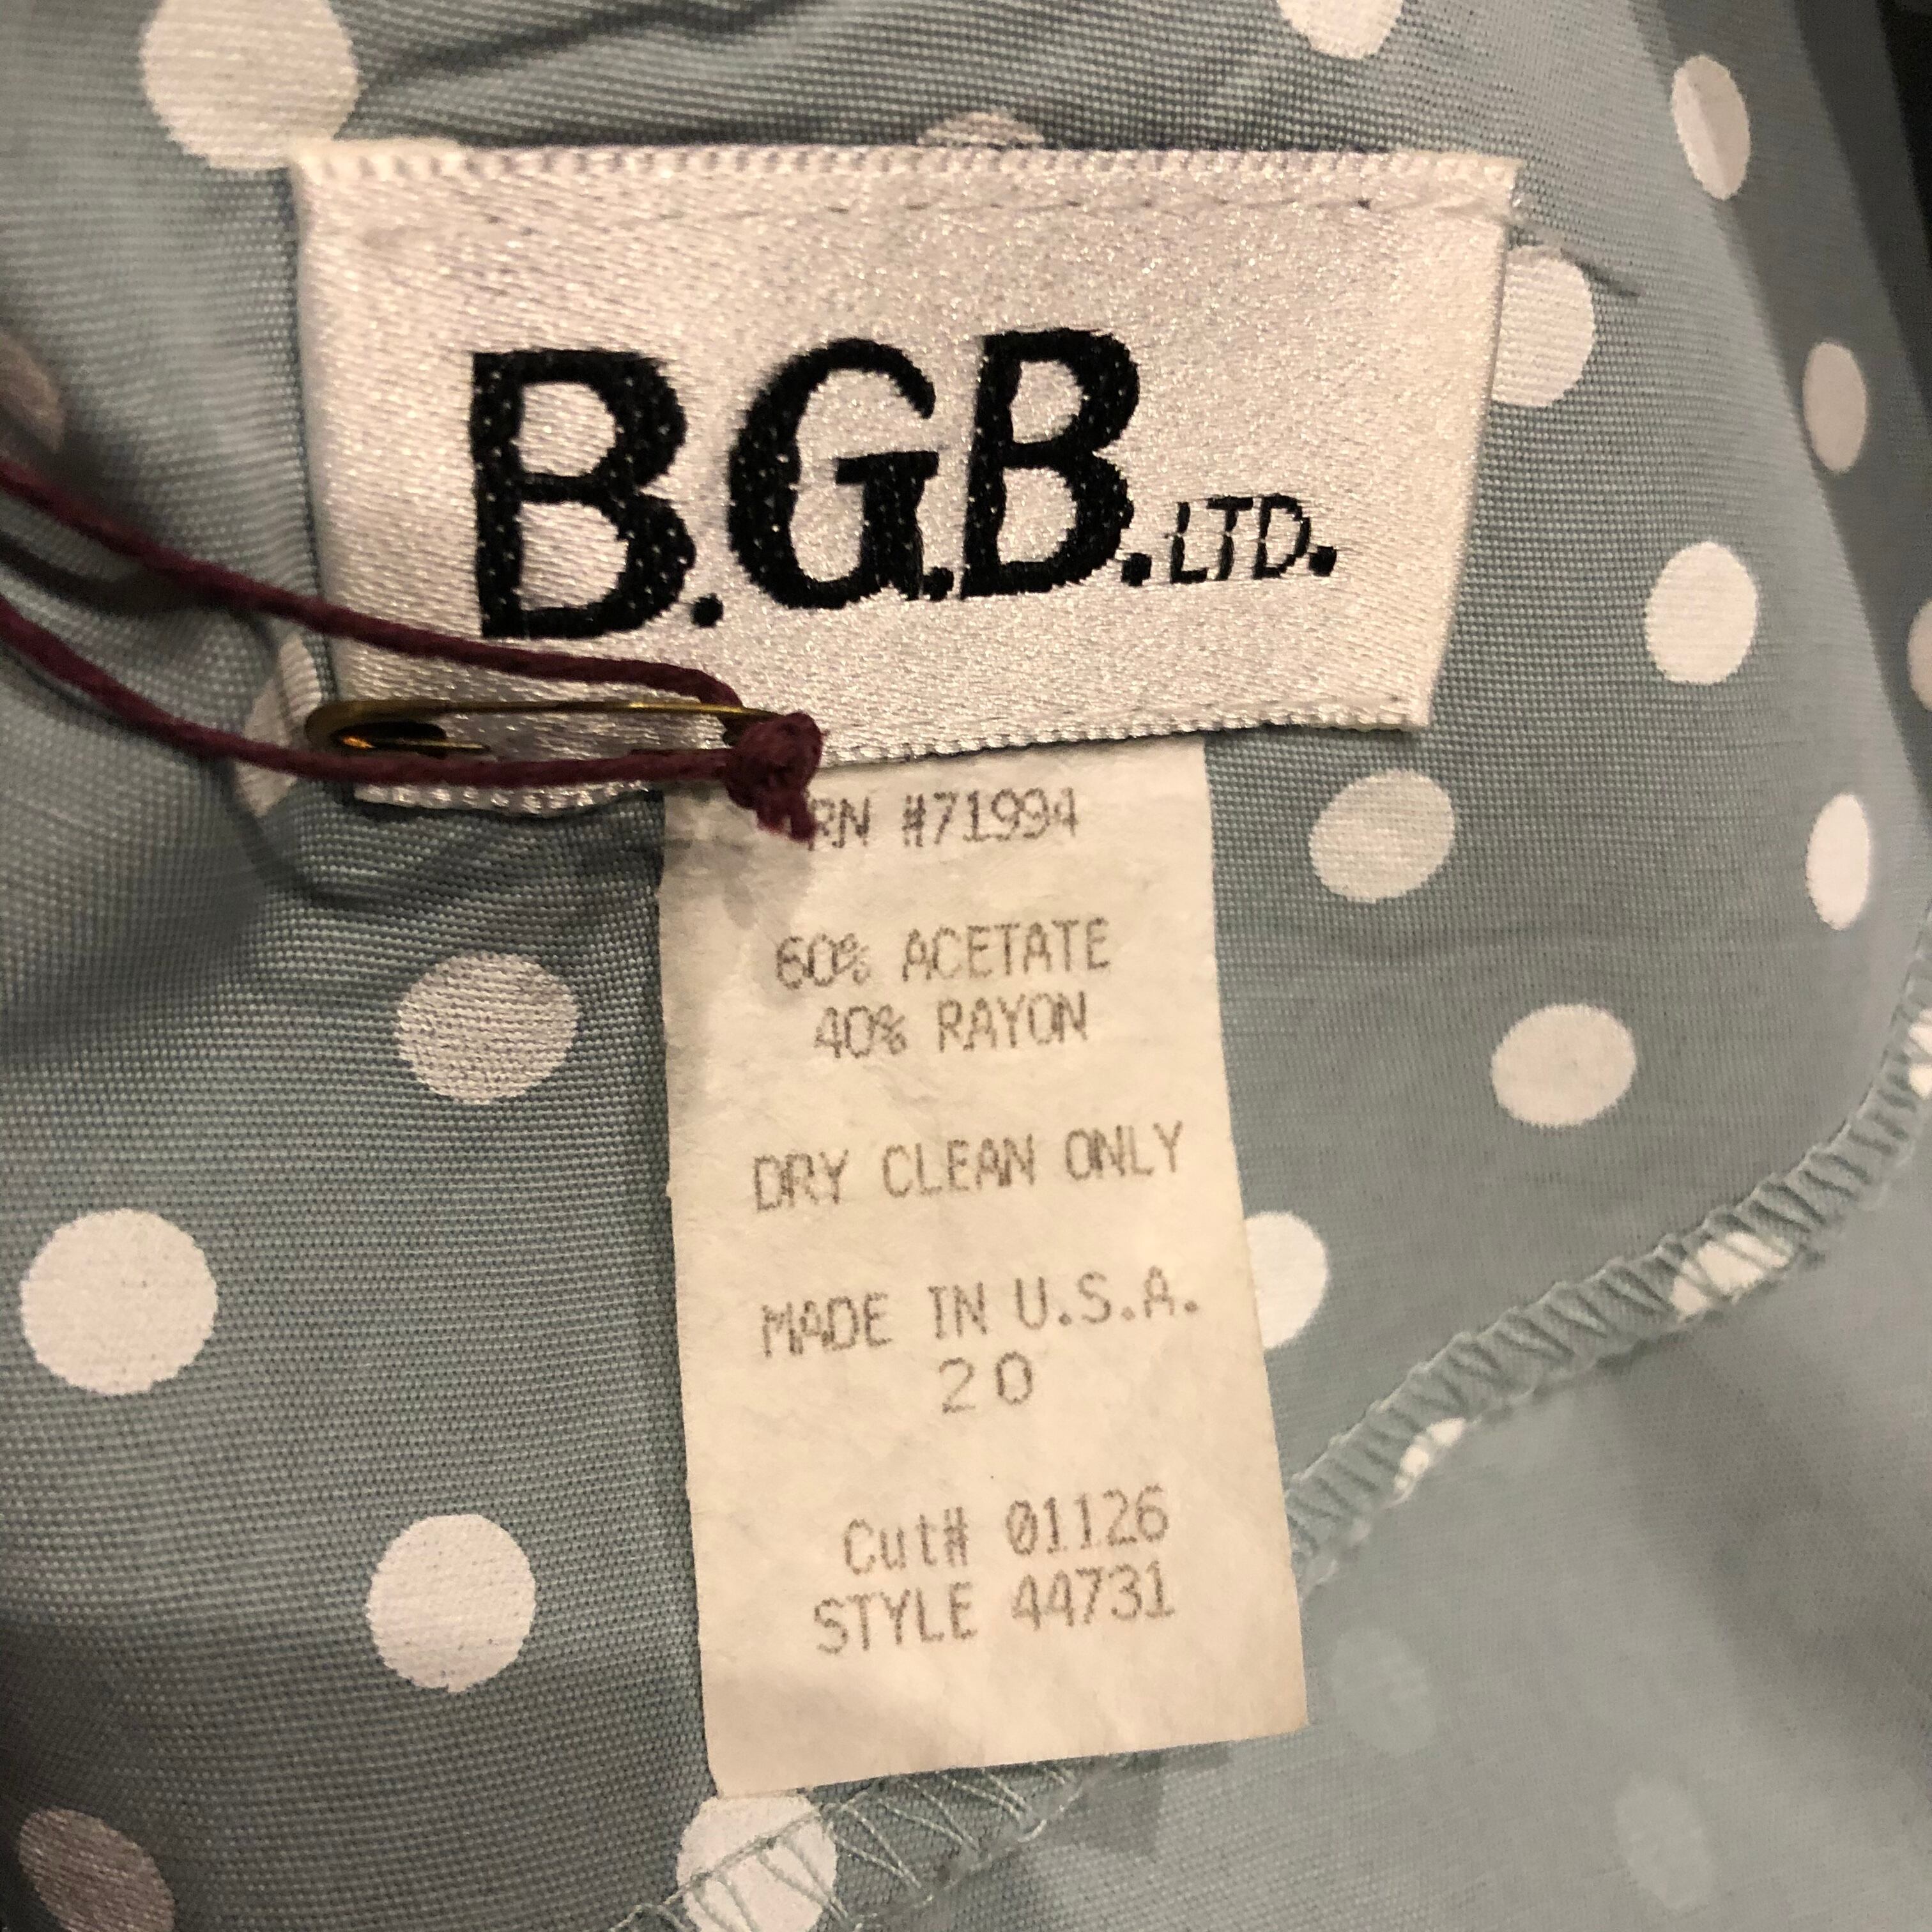 B.G.B. LTD.
RN #71994
60% ACETATE
40% RAYON
DRY CLEAN ONLY
MADE IN U.S.A.
20
Cut# 01126
STYLE 44731